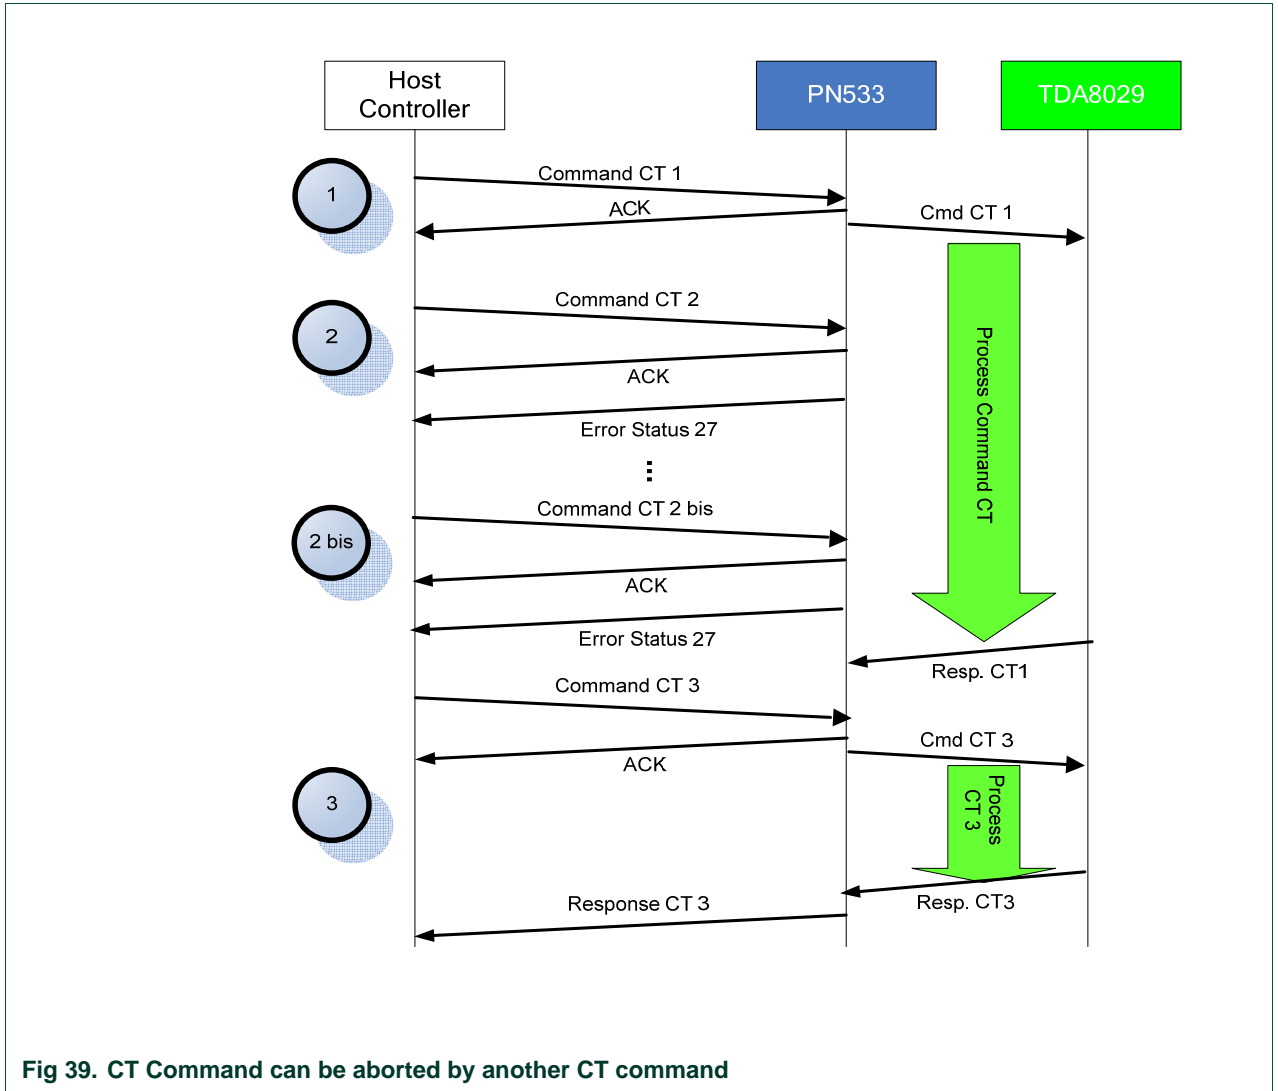 Host
Controller
PN533
TDA8029
1
Command CT 1
ACK
Cmd CT 1
2
Command CT 2
ACK
Error Status 27
...
Process Command CT
2 bis
Command CT 2 bis
ACK
Error Status 27
Resp. CT1
Command CT 3
ACK
Cmd CT 3
3
Process
CT 3
Resp. CT3
Response CT 3
Fig 39. CT Command can be aborted by another CT command